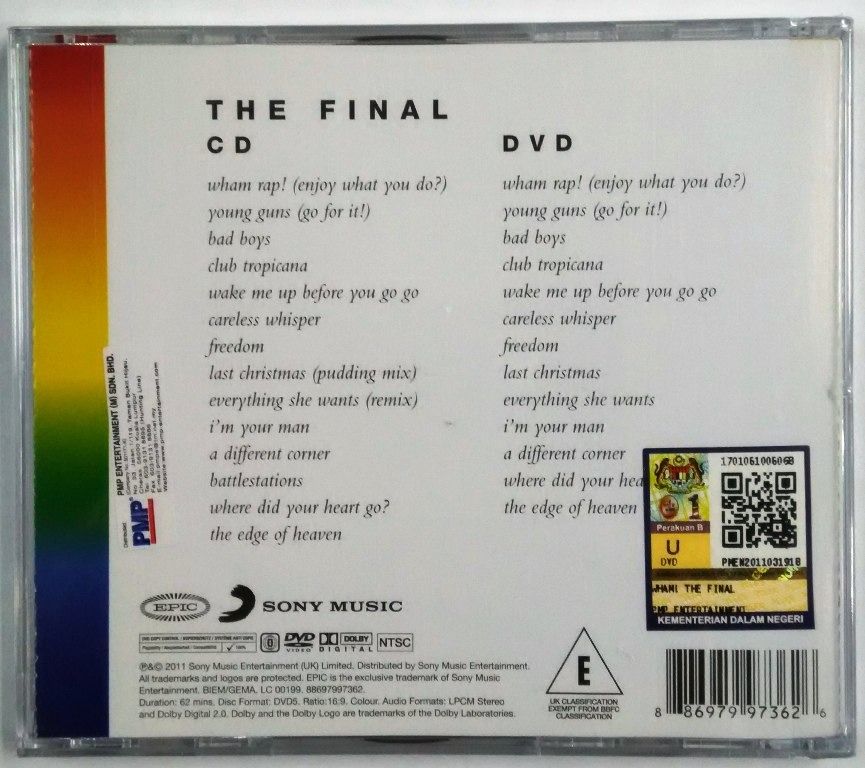 THE FINAL
CD
wham rap! (enjoy what you do?)
young guns (go for it!)
bad boys
club tropicana
wake me up before you go go
careless whisper
freedom
last christmas (pudding mix)
everything she wants (remix)
i'm your man
a different corner
battlestations
where did your heart go?
the edge of heaven
DVD
wham rap! (enjoy what you do?)
young guns (go for it!)
bad boys
club tropicana
wake me up before you go go
careless whisper
freedom
last christmas
everything she wants
i'm your man
a different corner
where did your hea
the edge of heaven
PMP ENTERTAINMENT (M) SDN. BHD.
Distributed
PMP
1701061006068
1
Perakuan B
U
DVD
PMEN2011031918
WHAM! THE FINAL
PMP ENTERTAINMENT
KEMENTERIAN DALAM NEGERI
EPIC
SONY MUSIC
DVD
VIDEO
DOLBY
DIGITAL
NTSC
℗&© 2011 Sony Music Entertainment (UK) Limited. Distributed by Sony Music Entertainment.
All trademarks and logos are protected. EPIC is the exclusive trademark of Sony Music
Entertainment. BIEM/GEMA. LC 00199. 88697997362.
Duration: 62 mins. Disc Format: DVD5. Ratio:16:9. Colour. Audio Formats: LPCM Stereo
and Dolby Digital 2.0. Dolby and the Dolby Logo are trademarks of the Dolby Laboratories.
E
UK CLASSIFICATION
EXEMPT FROM BBFC
CLASSIFICATION
8 86979 97362 6